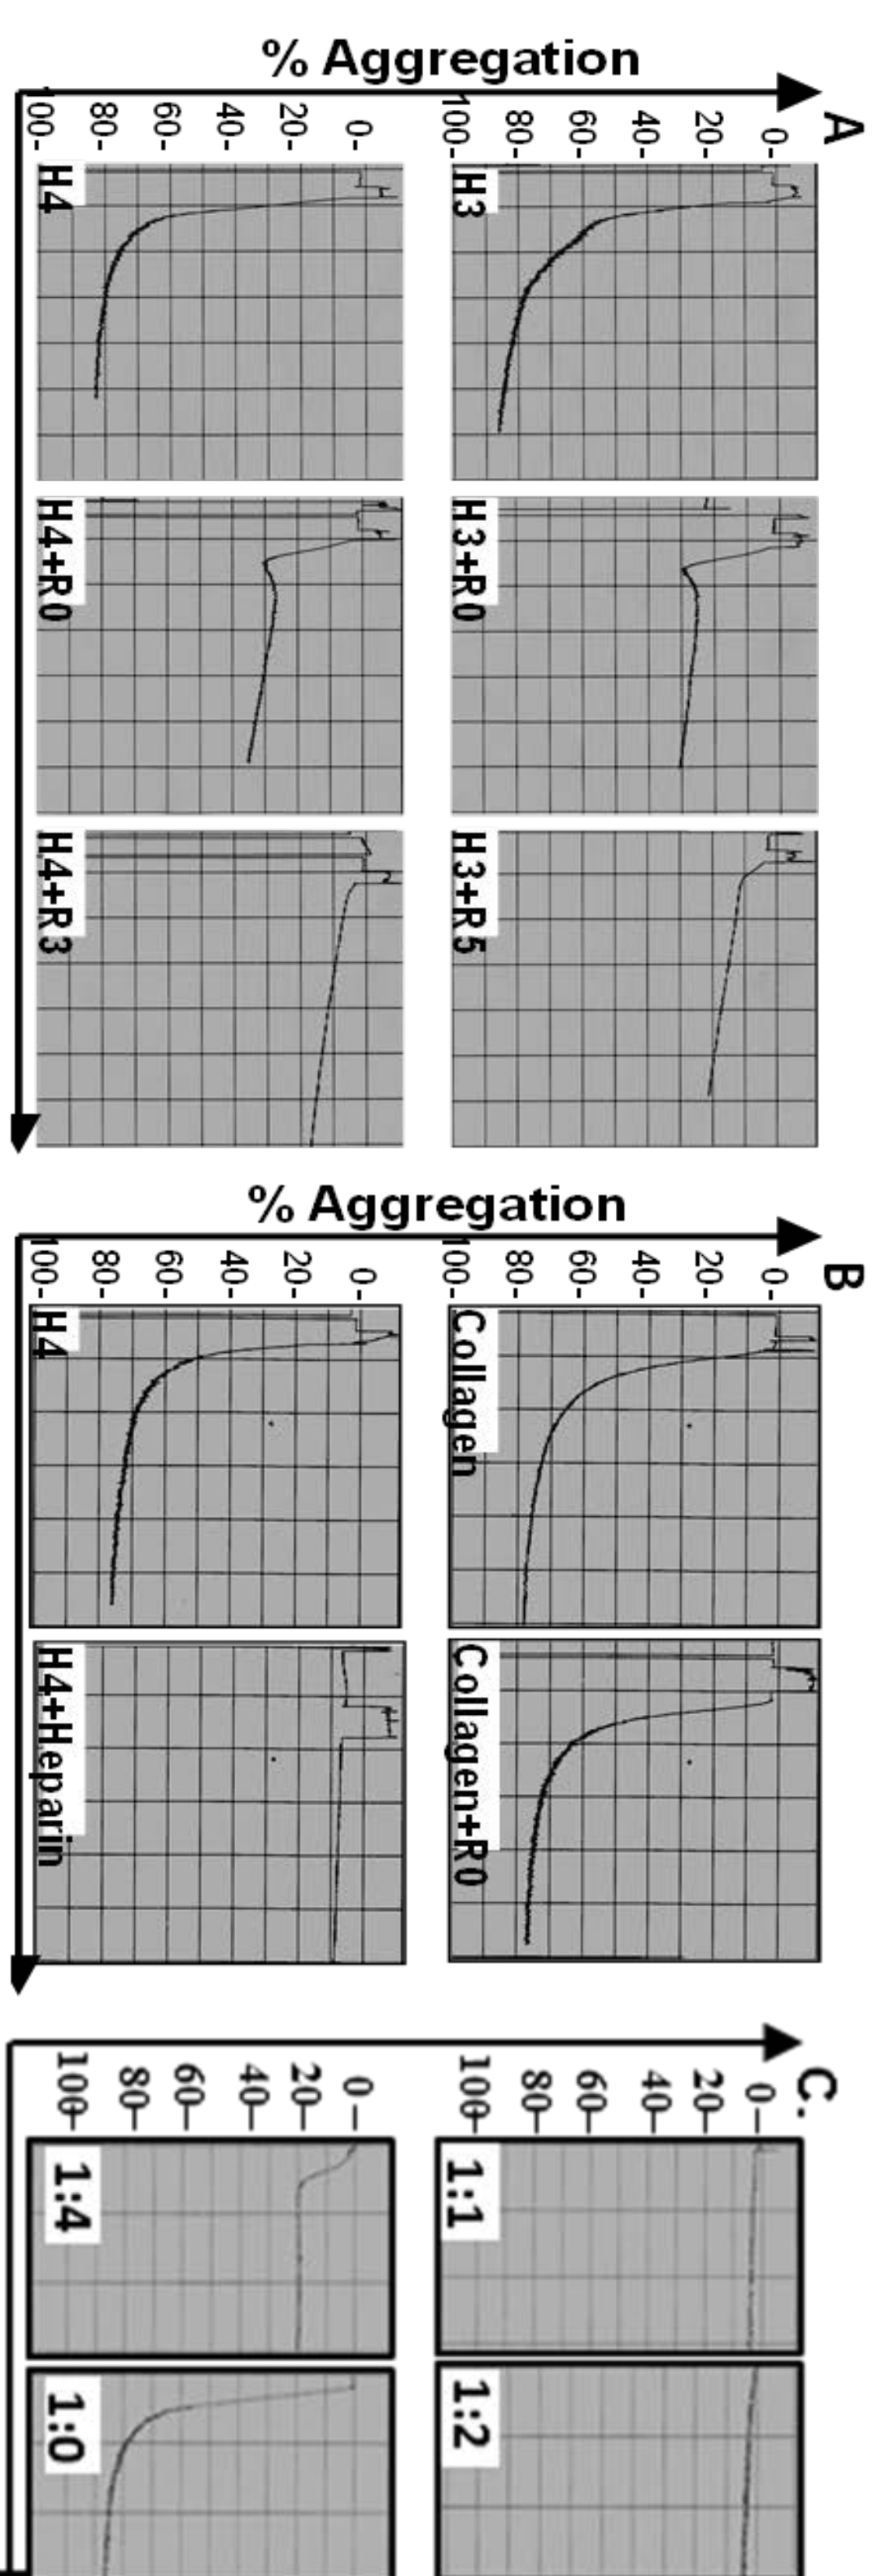 A
% Aggregation
0-
20-
40-
60-
80-
100-
H3
H3+R0
H3+R5
0-
20-
40-
60-
80-
100-
H4
H4+R0
H4+R3
B
% Aggregation
0-
20-
40-
60-
80-
100-
Collagen
Collagen+R0
0-
20-
40-
60-
80-
100-
H4
H4+Heparin
C.
0-
20-
40-
60-
80-
100-
1:1
1:2
0-
20-
40-
60-
80-
100-
1:4
1:0